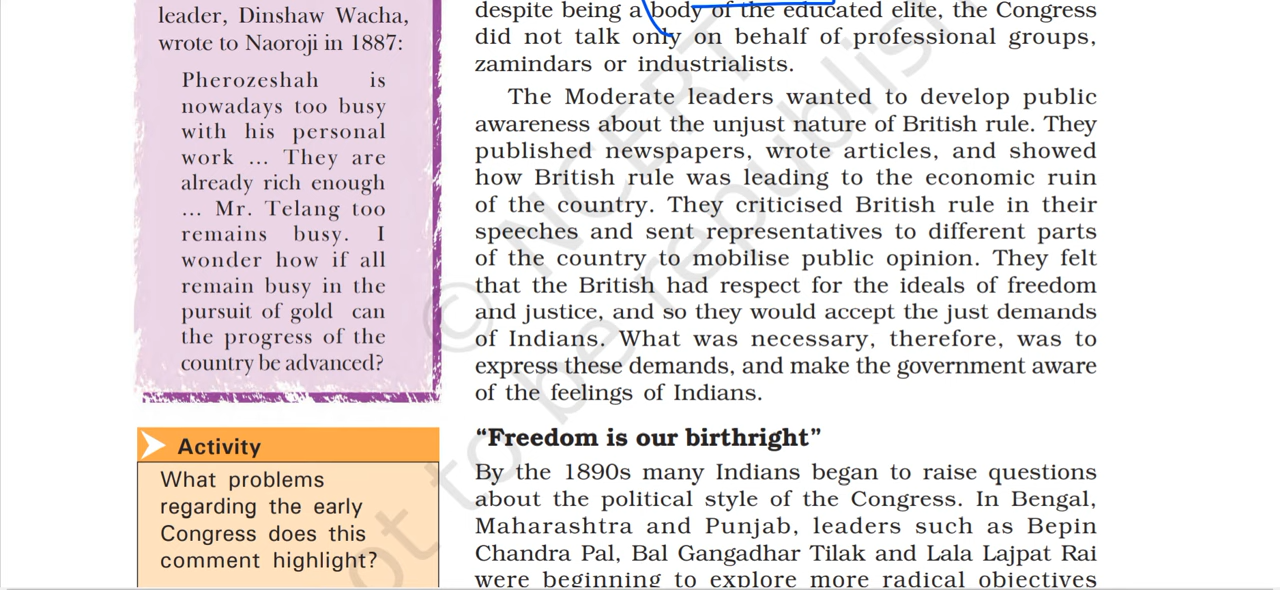 leader, Dinshaw Wacha,
wrote to Naoroji in 1887:
Pherozeshah is
nowadays too busy
with his personal
work ... They are
already rich enough
... Mr. Telang too
remains busy. I
wonder how if all
remain busy in the
pursuit of gold can
the progress of the
country be advanced?
Activity
What problems
regarding the early
Congress does this
comment highlight?
despite being a body of the educated elite, the Congress
did not talk only on behalf of professional groups,
zamindars or industrialists.
The Moderate leaders wanted to develop public
awareness about the unjust nature of British rule. They
published newspapers, wrote articles, and showed
how British rule was leading to the economic ruin
of the country. They criticised British rule in their
speeches and sent representatives to different parts
of the country to mobilise public opinion. They felt
that the British had respect for the ideals of freedom
and justice, and so they would accept the just demands
of Indians. What was necessary, therefore, was to
express these demands, and make the government aware
of the feelings of Indians.
“Freedom is our birthright”
By the 1890s many Indians began to raise questions
about the political style of the Congress. In Bengal,
Maharashtra and Punjab, leaders such as Bepin
Chandra Pal, Bal Gangadhar Tilak and Lala Lajpat Rai
were beginning to explore more radical objectives
© NCERT
not to be republish